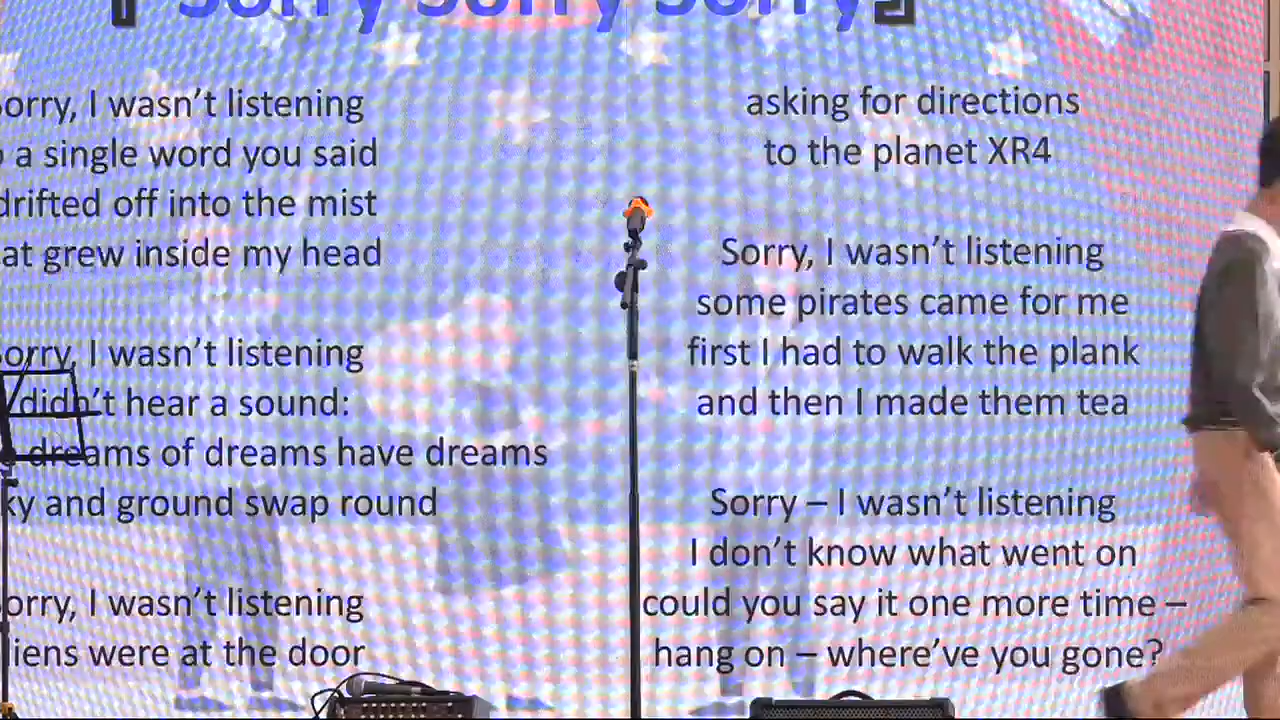 『Sorry Sorry Sorry』
orry, I wasn't listening
a single word you said
drifted off into the mist
at grew inside my head
orry, I wasn't listening
didn't hear a sound:
dreams of dreams have dreams
ky and ground swap round
orry, I wasn't listening
liens were at the door
asking for directions
to the planet XR4
Sorry, I wasn't listening
some pirates came for me
first I had to walk the plank
and then I made them tea
Sorry – I wasn't listening
I don't know what went on
could you say it one more time –
hang on – where've you gone?